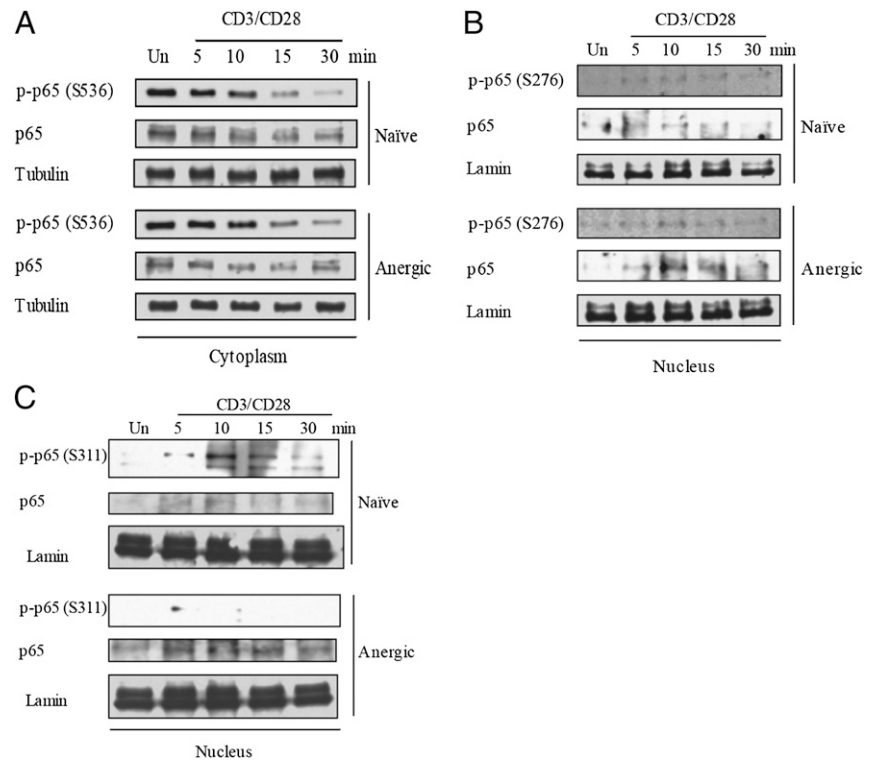 A
CD3/CD28
Un 5 10 15 30 min
p-p65 (S536)
p65
Naïve
Tubulin
p-p65 (S536)
p65
Anergic
Tubulin
Cytoplasm
B
CD3/CD28
Un 5 10 15 30 min
p-p65 (S276)
p65
Naïve
Lamin
p-p65 (S276)
p65
Anergic
Lamin
Nucleus
C
CD3/CD28
Un 5 10 15 30 min
p-p65 (S311)
p65
Naïve
Lamin
p-p65 (S311)
p65
Anergic
Lamin
Nucleus